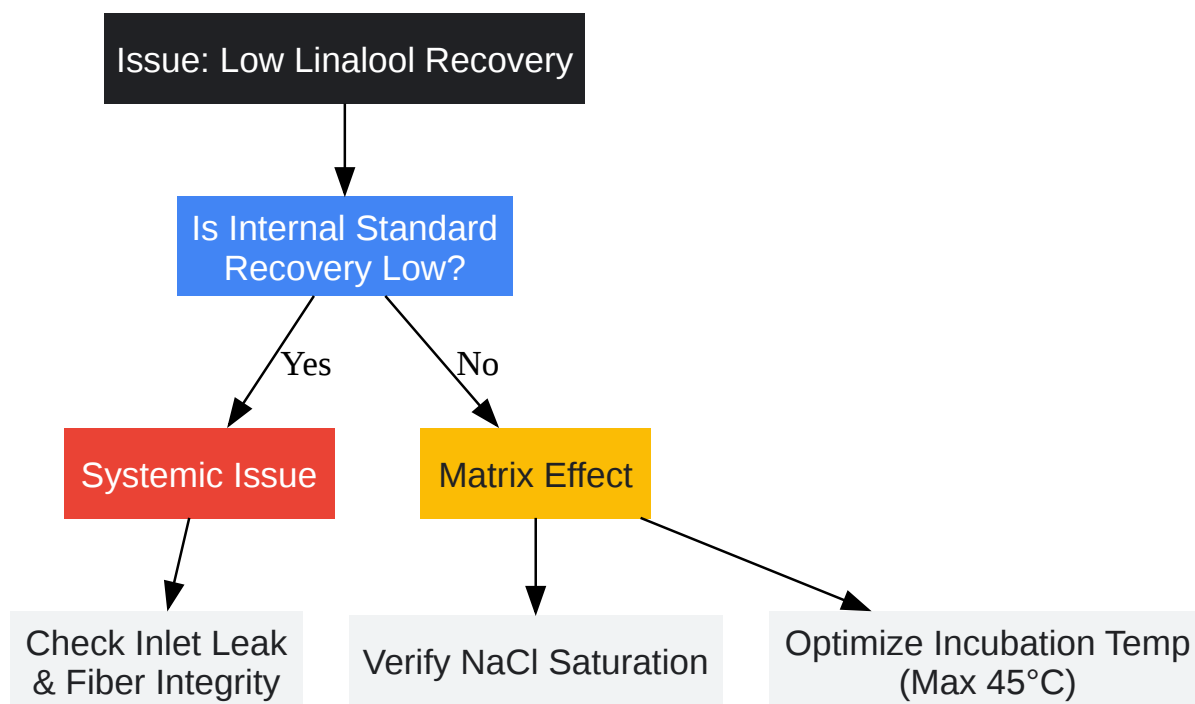 Issue: Low Linalool Recovery
Is Internal Standard
Recovery Low?
Yes
No
Systemic Issue
Matrix Effect
Check Inlet Leak
& Fiber Integrity
Verify NaCl Saturation
Optimize Incubation Temp
(Max 45°C)